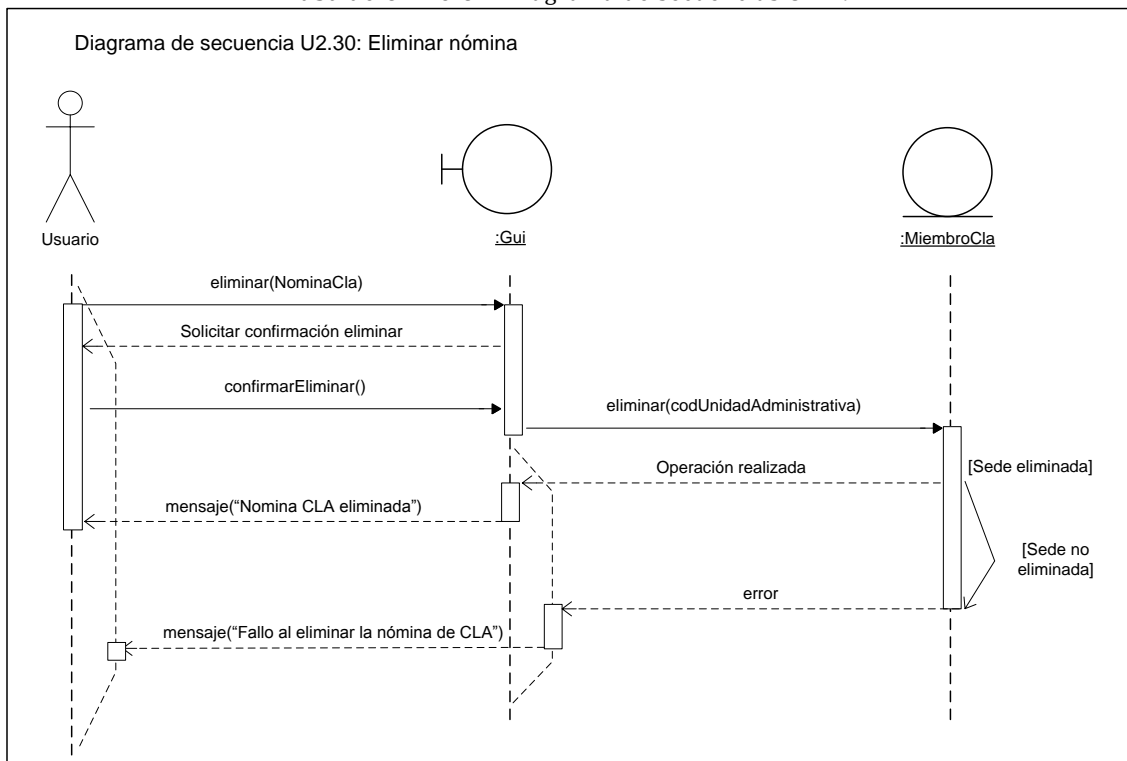 Diagrama de secuencia U2.30: Eliminar nómina
Usuario
:Gui
:MiembroCla
eliminar(NominaCla)
Solicitar confirmación eliminar
confirmarEliminar()
eliminar(codUnidadAdministrativa)
Operación realizada
[Sede eliminada]
mensaje(“Nomina CLA eliminada”)
[Sede no
eliminada]
error
mensaje(“Fallo al eliminar la nómina de CLA”)